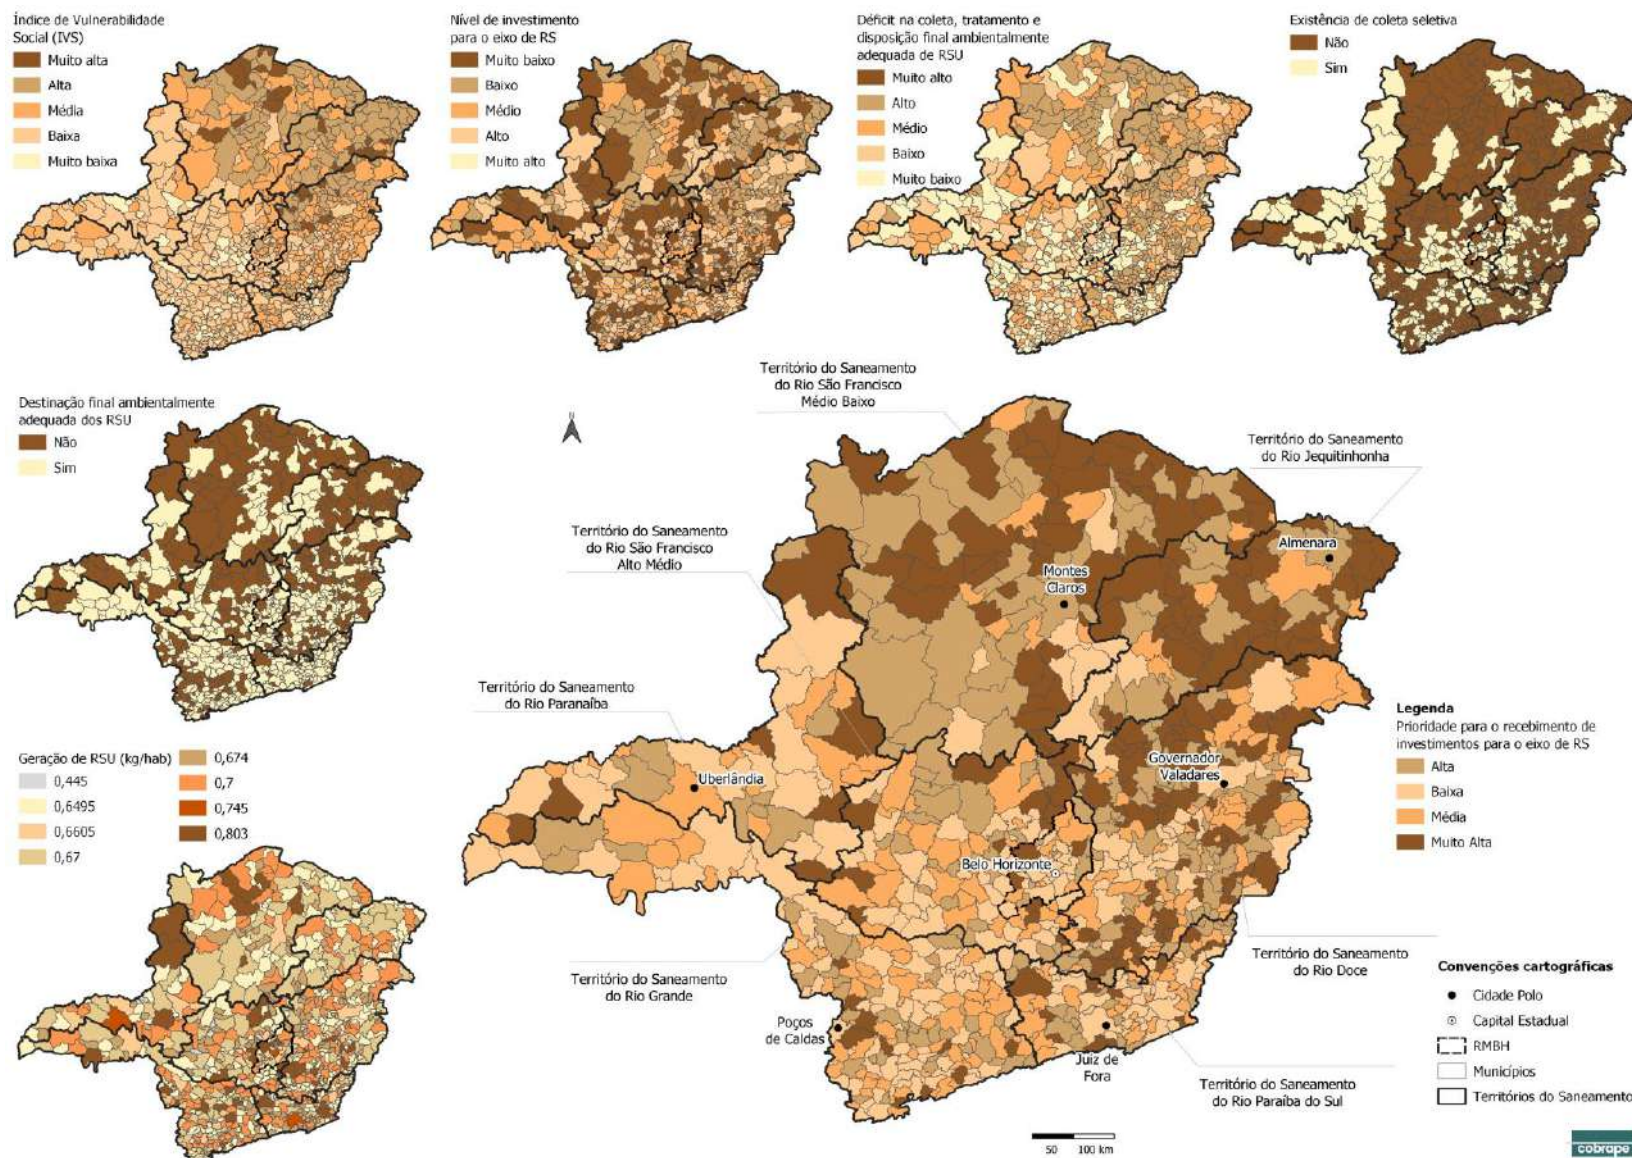 Índice de Vulnerabilidade
Social (IVS)
Muito alta
Alta
Média
Baixa
Muito baixa
Nível de investimento
para o eixo de RS
Muito baixo
Baixo
Médio
Alto
Muito alto
Déficit na coleta, tratamento e
disposição final ambientalmente
adequada de RSU
Muito alto
Alto
Médio
Baixo
Muito baixo
Existência de coleta seletiva
Não
Sim
Destinação final ambientalmente
adequada dos RSU
Não
Sim
Geração de RSU (kg/hab)
0,445
0,6495
0,6605
0,67
0,674
0,7
0,745
0,803
N
Território do Saneamento
do Rio São Francisco
Médio Baixo
Território do Saneamento
do Rio Jequitinhonha
Território do Saneamento
do Rio São Francisco
Alto Médio
Almenara
Montes
Claros
Território do Saneamento
do Rio Paranaíba
Uberlândia
Governador
Valadares
Belo Horizonte
Território do Saneamento
do Rio Grande
Território do Saneamento
do Rio Doce
Poços
de Caldas
Juiz de
Fora
Território do Saneamento
do Rio Paraíba do Sul
50 100 km
Legenda
Prioridade para o recebimento de
investimentos para o eixo de RS
Alta
Baixa
Média
Muito Alta
Convenções cartográficas
Cidade Polo
Capital Estadual
RMBH
Municípios
Territórios do Saneamento
cobrape